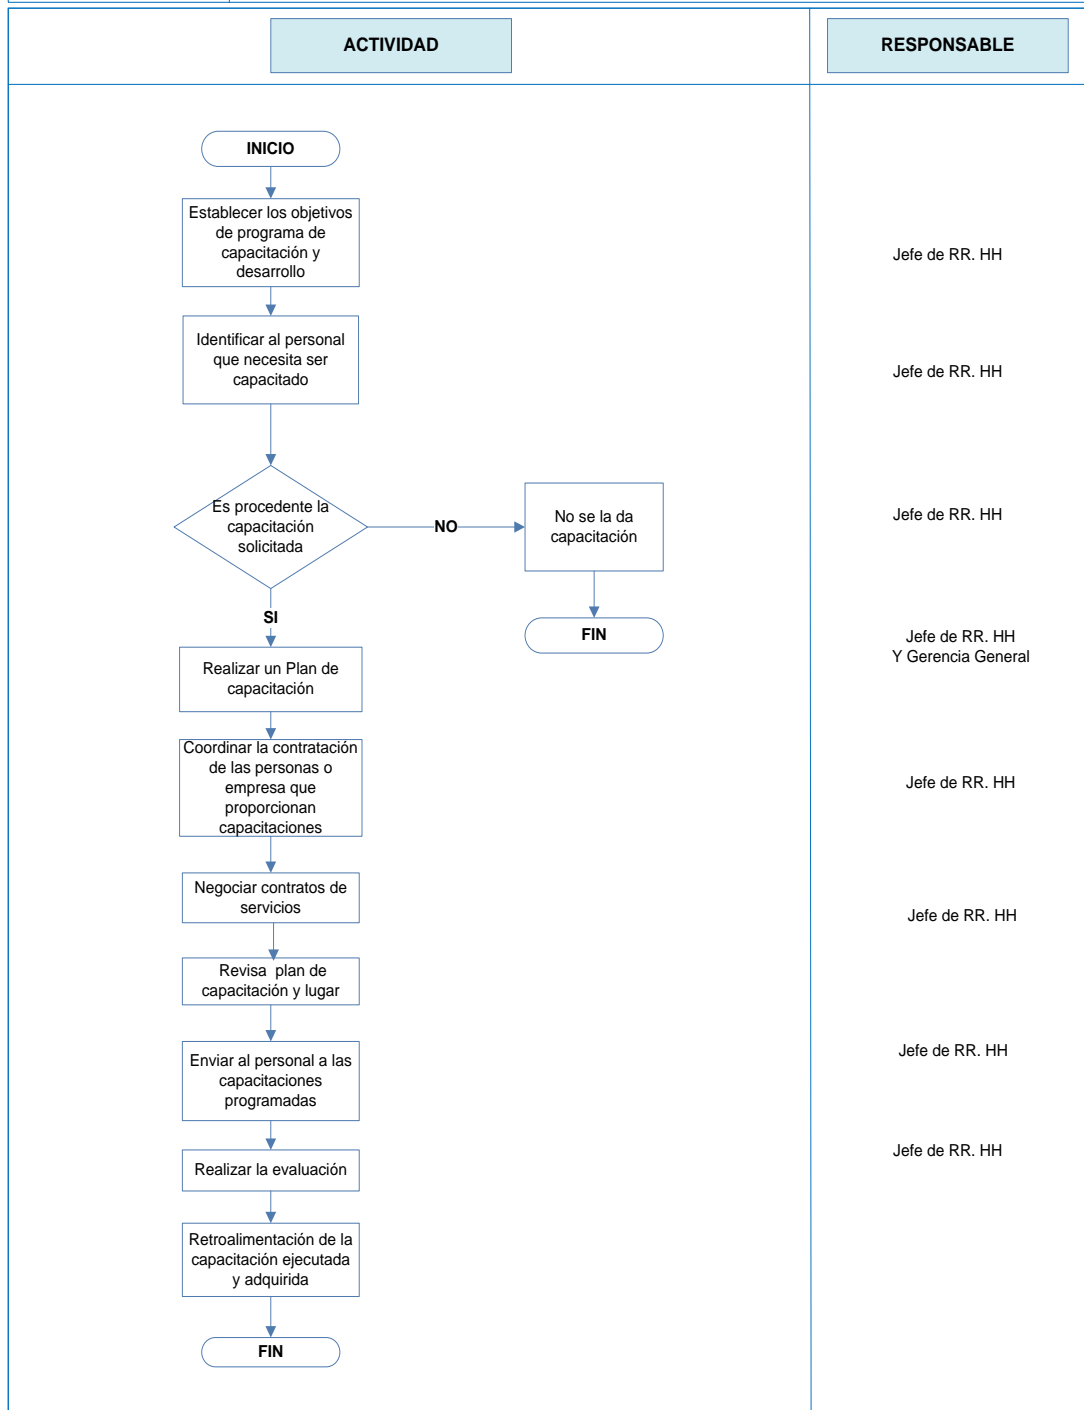 ACTIVIDAD
RESPONSABLE
INICIO
Establecer los objetivos
de programa de
capacitación y
desarrollo
Jefe de RR. HH
Identificar al personal
que necesita ser
capacitado
Jefe de RR. HH
Es procedente la
capacitación
solicitada
NO
No se la da
capacitación
Jefe de RR. HH
FIN
SI
Realizar un Plan de
capacitación
Jefe de RR. HH
Y Gerencia General
Coordinar la contratación
de las personas o
empresa que
proporcionan
capacitaciones
Jefe de RR. HH
Negociar contratos de
servicios
Jefe de RR. HH
Revisa plan de
capacitación y lugar
Enviar al personal a las
capacitaciones
programadas
Jefe de RR. HH
Realizar la evaluación
Jefe de RR. HH
Retroalimentación de la
capacitación ejecutada
y adquirida
FIN